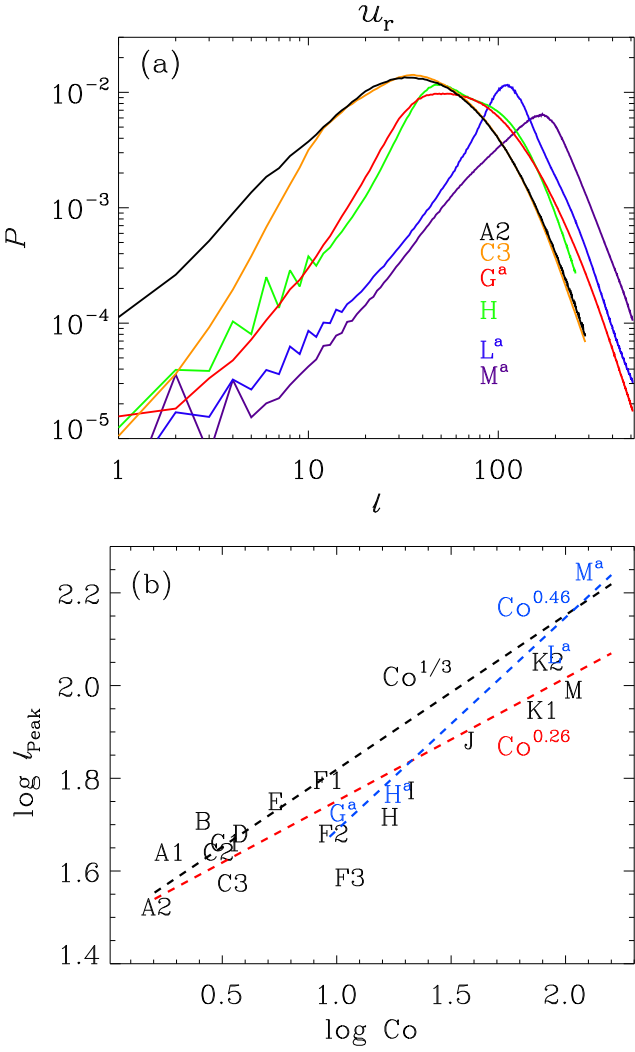 u_r
(a)
P
10^-2
10^-3
10^-4
10^-5
A2
C3
G^a
H
L^a
M^a
1 10 100
l
(b)
log l_Peak
2.2
2.0
1.8
1.6
1.4
M^a
Co^0.46
L^a
K2
Co^1/3
M
K1
J
Co^0.26
F1
I
H^a
E
G^a
H
B
D
F2
C1
A1
C2
C3
F3
A2
0.5 1.0 1.5 2.0
log Co